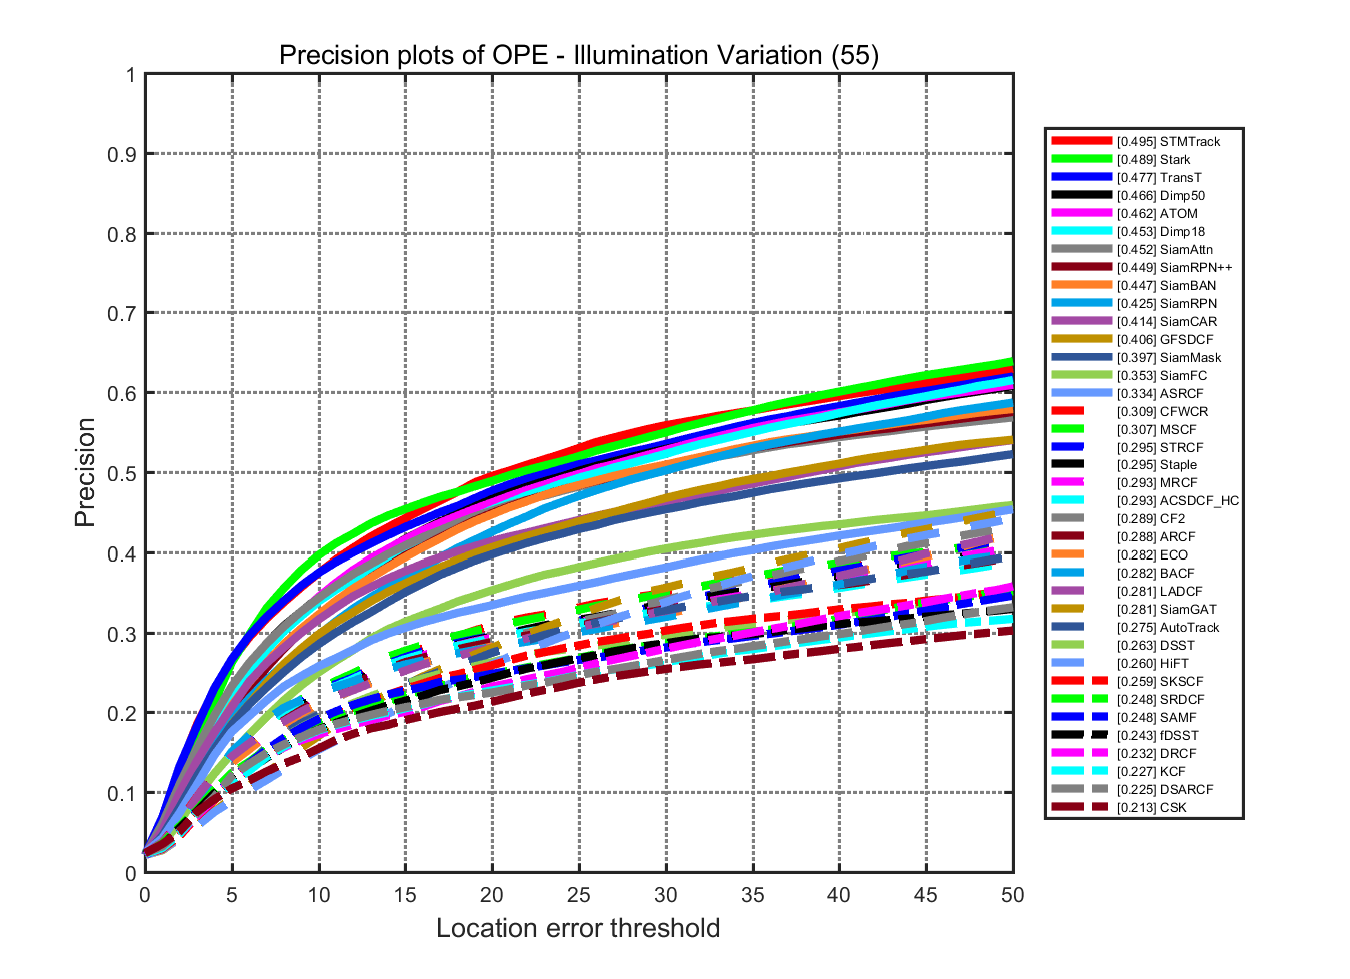 Precision plots of OPE - Illumination Variation (55)
1
0.9
0.8
0.7
0.6
0.5
0.4
0.3
0.2
0.1
0
Precision
0 5 10 15 20 25 30 35 40 45 50
Location error threshold
[0.495] STMTrack
[0.489] Stark
[0.477] TransT
[0.466] Dimp50
[0.462] ATOM
[0.453] Dimp18
[0.452] SiamAttn
[0.449] SiamRPN++
[0.447] SiamBAN
[0.425] SiamRPN
[0.414] SiamCAR
[0.406] GFSDCF
[0.397] SiamMask
[0.353] SiamFC
[0.334] ASRCF
[0.309] CFWCR
[0.307] MSCF
[0.295] STRCF
[0.295] Staple
[0.293] MRCF
[0.293] ACSDCF_HC
[0.289] CF2
[0.288] ARCF
[0.282] ECO
[0.282] BACF
[0.281] LADCF
[0.281] SiamGAT
[0.275] AutoTrack
[0.263] DSST
[0.260] HiFT
[0.259] SKSCF
[0.248] SRDCF
[0.248] SAMF
[0.243] fDSST
[0.232] DRCF
[0.227] KCF
[0.225] DSARCF
[0.213] CSK